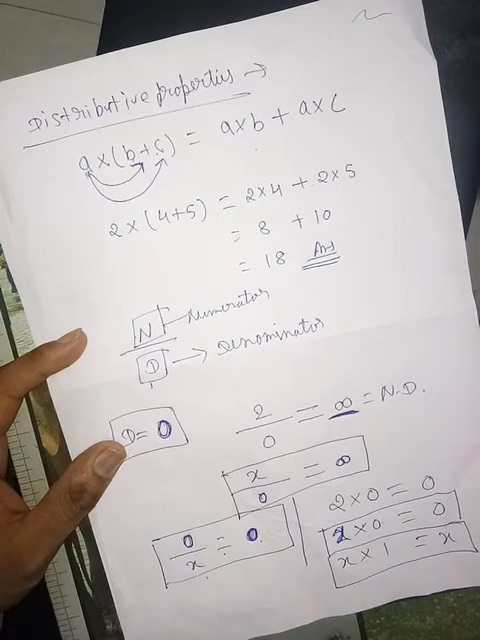 Distributive properties →
a×(b+c) = a×b + a×c
2×(4+5) = 2×4 + 2×5
= 8 + 10
= 18 Ans
N — Numerator
D → Denominator
D = 0
2/0 = ∞ = N.D.
x/0 = ∞
0/x = 0
2×0 = 0
x×0 = 0
x×1 = x